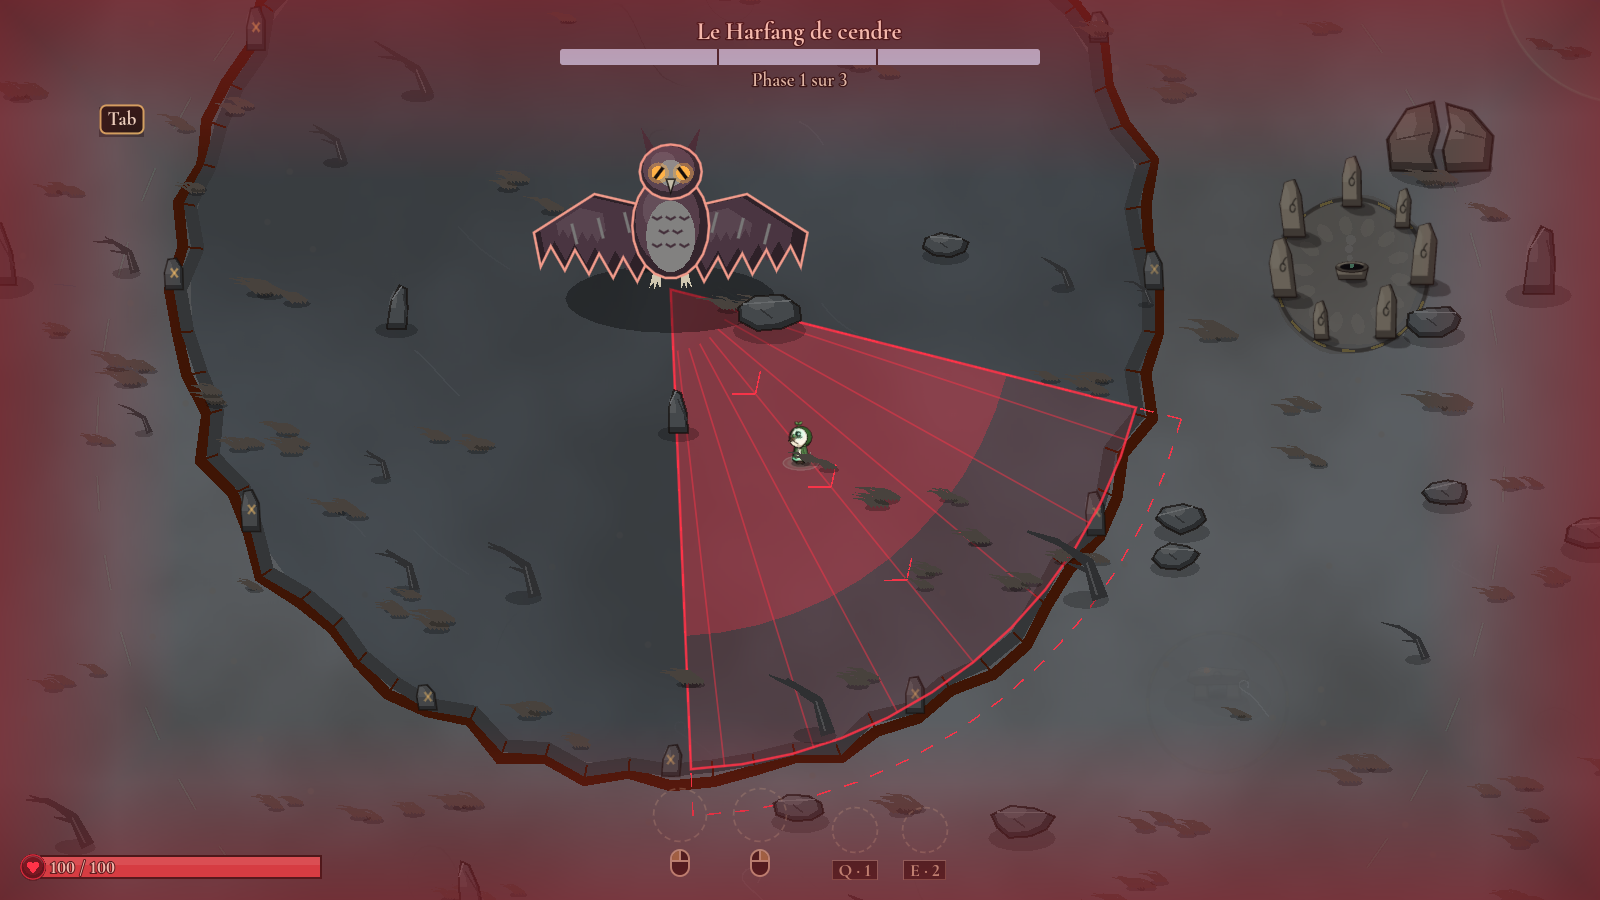 Le Harfang de cendre
Phase 1 sur 3
Tab
100 / 100
Q · 1
E · 2